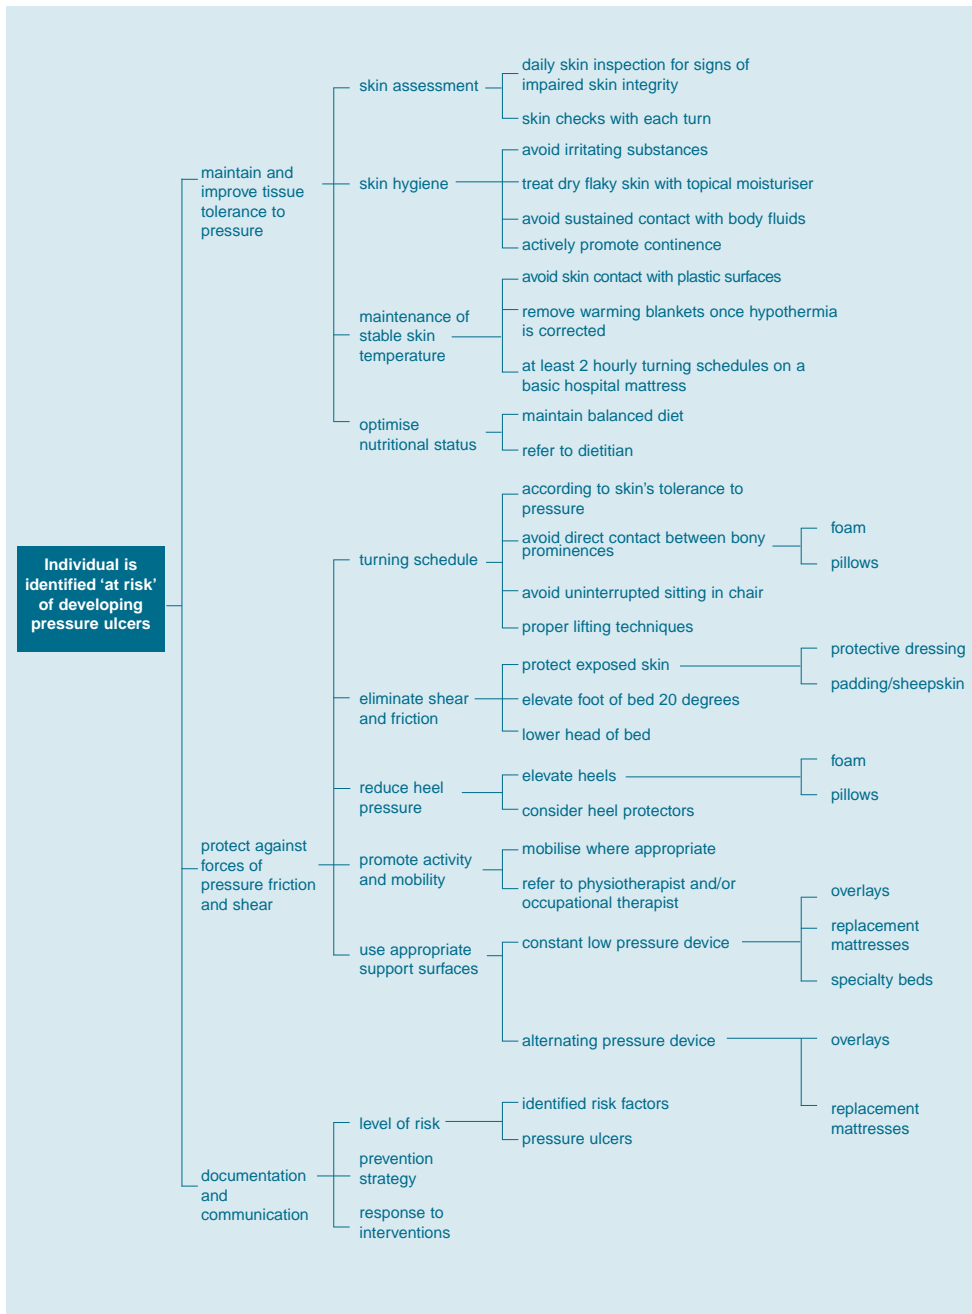 Individual is
identified ‘at risk’
of developing
pressure ulcers
maintain and
improve tissue
tolerance to
pressure
skin assessment
daily skin inspection for signs of
impaired skin integrity
skin checks with each turn
skin hygiene
avoid irritating substances
treat dry flaky skin with topical moisturiser
avoid sustained contact with body fluids
actively promote continence
maintenance of
stable skin
temperature
avoid skin contact with plastic surfaces
remove warming blankets once hypothermia
is corrected
at least 2 hourly turning schedules on a
basic hospital mattress
optimise
nutritional status
maintain balanced diet
refer to dietitian
protect against
forces of
pressure friction
and shear
turning schedule
according to skin’s tolerance to
pressure
avoid direct contact between bony
prominences
foam
pillows
avoid uninterrupted sitting in chair
proper lifting techniques
eliminate shear
and friction
protect exposed skin
protective dressing
padding/sheepskin
elevate foot of bed 20 degrees
lower head of bed
reduce heel
pressure
elevate heels
foam
pillows
consider heel protectors
promote activity
and mobility
mobilise where appropriate
refer to physiotherapist and/or
occupational therapist
use appropriate
support surfaces
constant low pressure device
overlays
replacement
mattresses
specialty beds
alternating pressure device
overlays
replacement
mattresses
documentation
and
communication
level of risk
identified risk factors
pressure ulcers
prevention
strategy
response to
interventions